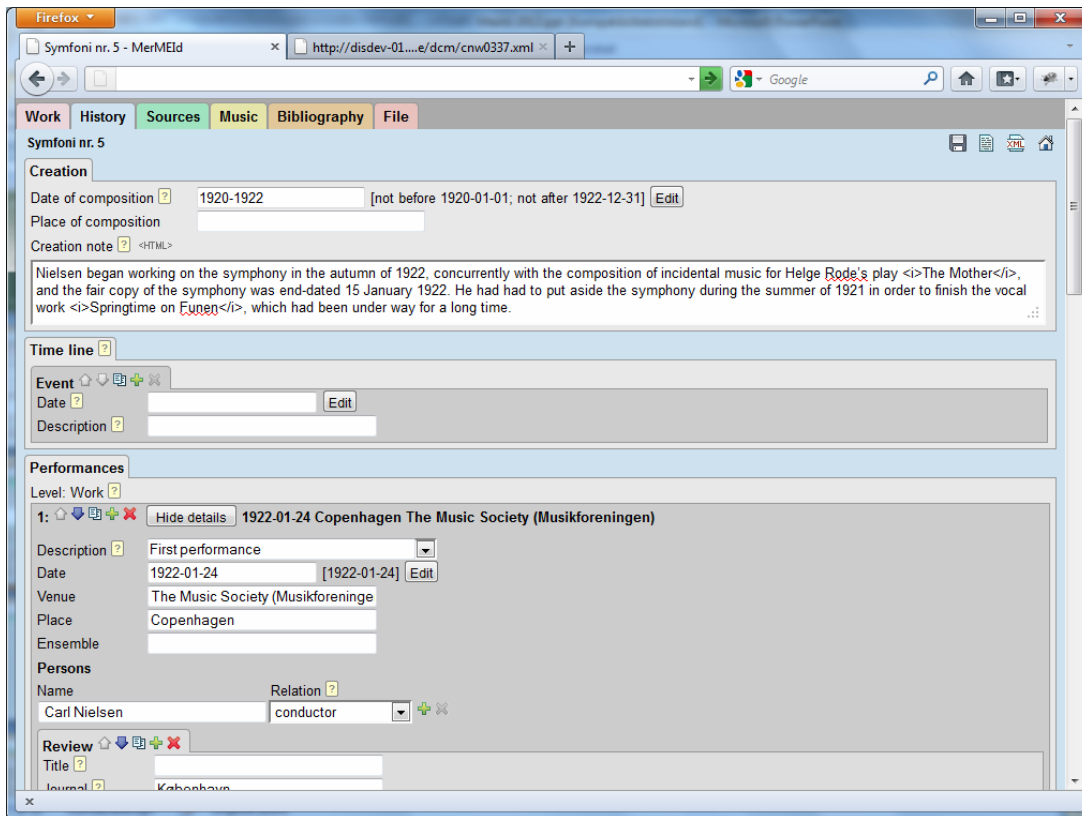 Firefox
Symfoni nr. 5 - MerMEId
http://disdev-01....e/dcm/cnw0337.xml
Google
Work History Sources Music Bibliography File
Symfoni nr. 5
XML
Creation
Date of composition ? 1920-1922 [not before 1920-01-01; not after 1922-12-31] Edit
Place of composition
Creation note ? <HTML>
Nielsen began working on the symphony in the autumn of 1922, concurrently with the composition of incidental music for Helge Rode's play <i>The Mother</i>,
and the fair copy of the symphony was end-dated 15 January 1922. He had had to put aside the symphony during the summer of 1921 in order to finish the vocal
work <i>Springtime on Funen</i>, which had been under way for a long time.
Time line ?
Event
Date ? Edit
Description ?
Performances
Level: Work ?
1: Hide details 1922-01-24 Copenhagen The Music Society (Musikforeningen)
Description ? First performance
Date 1922-01-24 [1922-01-24] Edit
Venue The Music Society (Musikforeninge
Place Copenhagen
Ensemble
Persons
Name Relation ?
Carl Nielsen conductor
Review
Title ?
Journal ? København